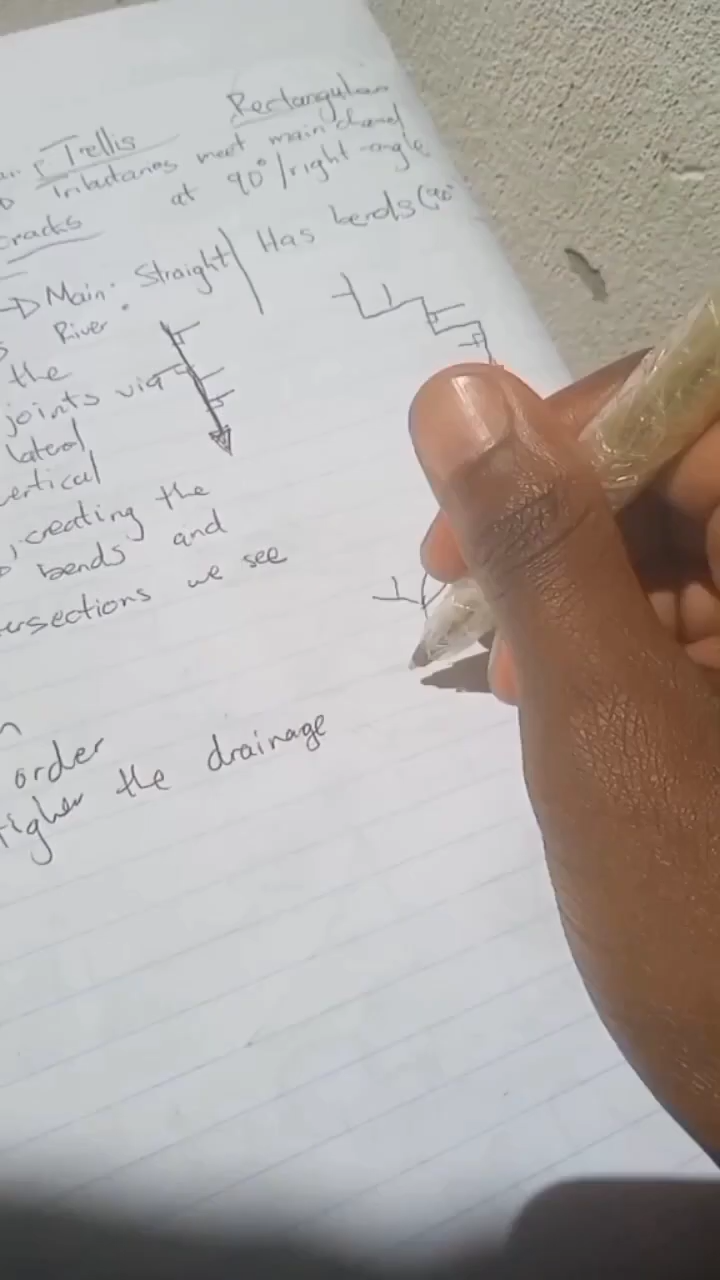 Trellis Rectangular
Tributaries meet main channel
at 90°/right-angle
cracks
Main: Straight | Has bends (90°
River.
the
joints via
lateral
vertical
, creating the
bends and
we see
order
Higher the drainage